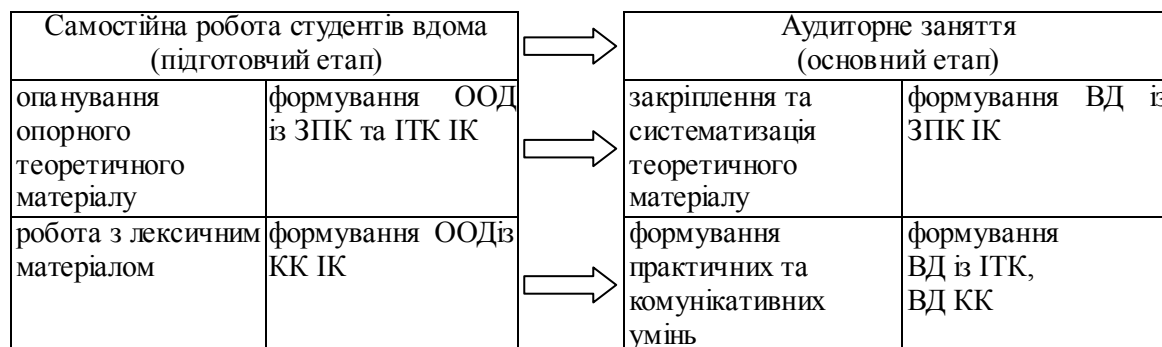 Самостійна робота студентів вдома
(підготовчий етап)
Аудиторне заняття
(основний етап)
опанування
опорного
теоретичного
матеріалу
формування ООД
із ЗПК та ІТК ІК
закріплення та
систематизація
теоретичного
матеріалу
формування ВД із
ЗПК ІК
робота з лексичним
матеріалом
формування ООДіз
КК ІК
формування
практичних та
комунікативних
умінь
формування
ВД із ІТК,
ВД КК